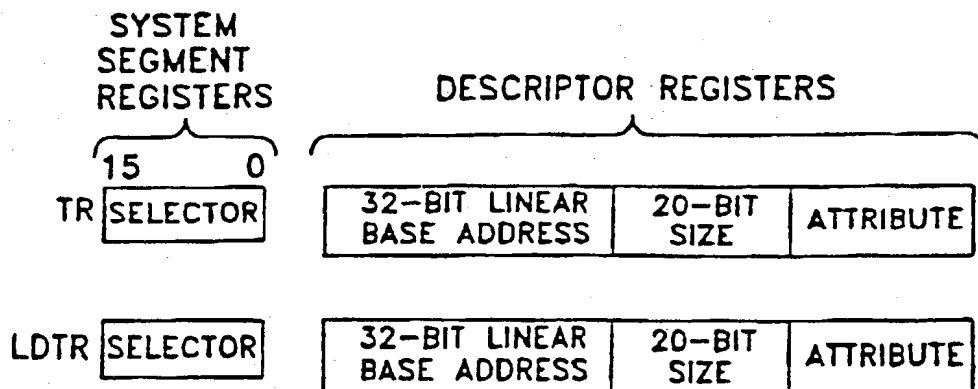 SYSTEM
SEGMENT
REGISTERS
DESCRIPTOR REGISTERS
15 0
TR SELECTOR 32-BIT LINEAR BASE ADDRESS 20-BIT SIZE ATTRIBUTE
LDTR SELECTOR 32-BIT LINEAR BASE ADDRESS 20-BIT SIZE ATTRIBUTE